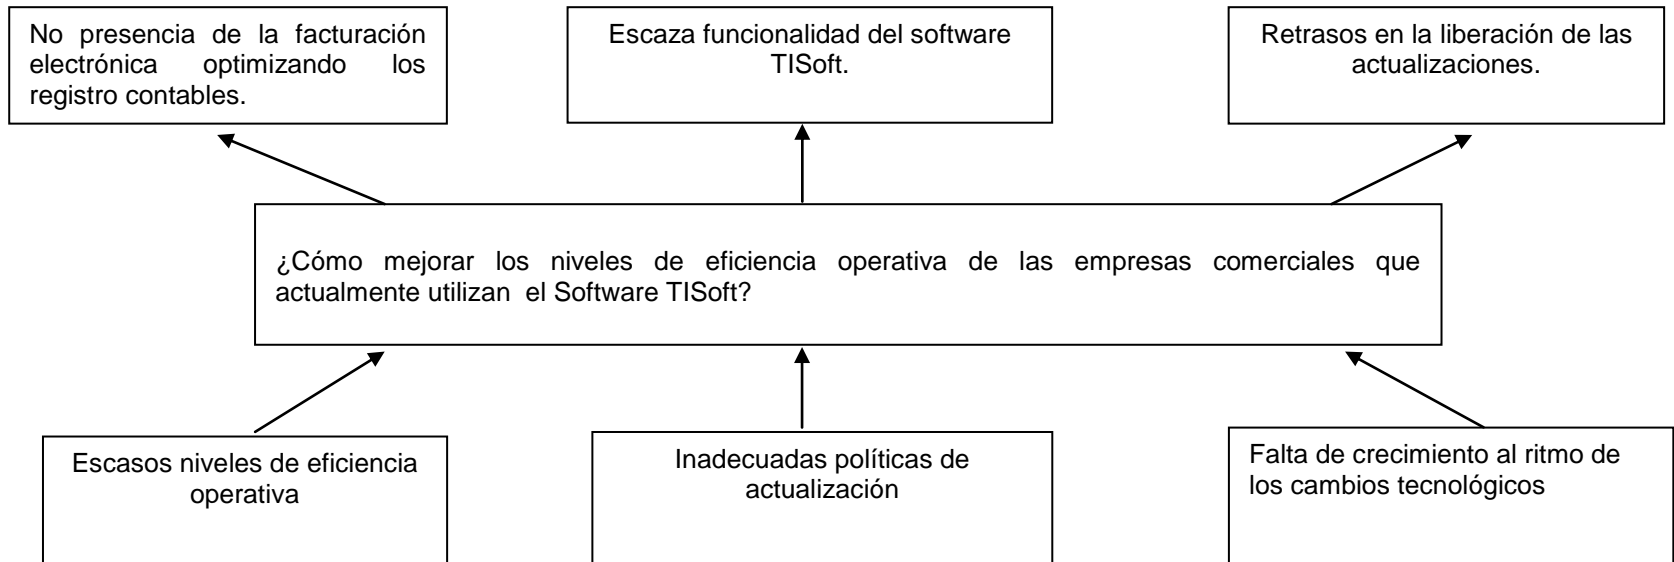 No presencia de la facturación
electrónica optimizando los
registro contables.
Escaza funcionalidad del software
TISoft.
Retrasos en la liberación de las
actualizaciones.
¿Cómo mejorar los niveles de eficiencia operativa de las empresas comerciales que
actualmente utilizan el Software TISoft?
Escasos niveles de eficiencia
operativa
Inadecuadas políticas de
actualización
Falta de crecimiento al ritmo de
los cambios tecnológicos